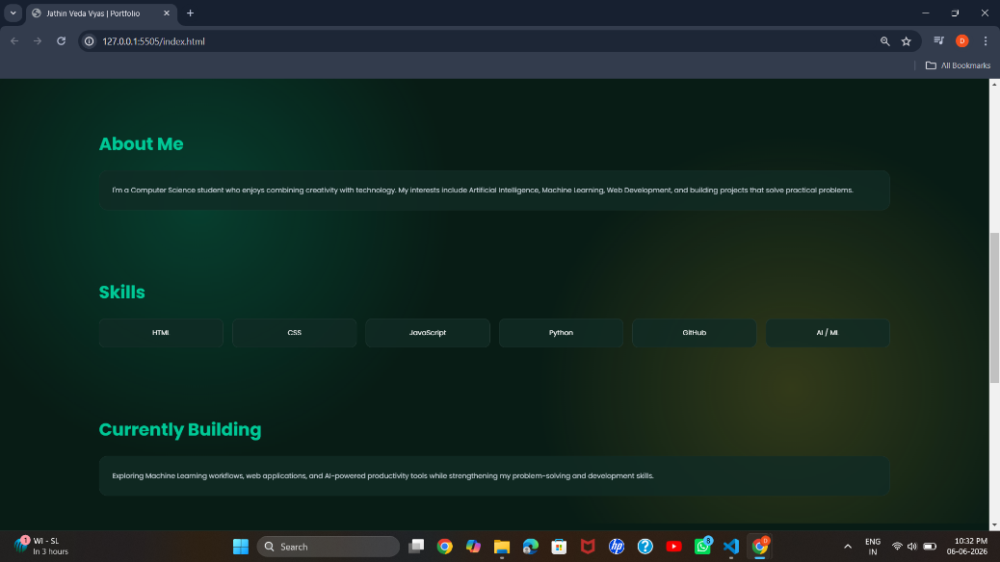 Jathin Veda Vyas | Portfolio
127.0.0.1:5505/index.html
D
All Bookmarks
About Me
I'm a Computer Science student who enjoys combining creativity with technology. My interests include Artificial Intelligence, Machine Learning, Web Development, and building projects that solve practical problems.
Skills
HTML CSS JavaScript Python GitHub AI / ML
Currently Building
Exploring Machine Learning workflows, web applications, and AI-powered productivity tools while strengthening my problem-solving and development skills.
1 WI - SL
In 3 hours
Search
hp
?
8
D
ENG
IN
10:32 PM
06-06-2026